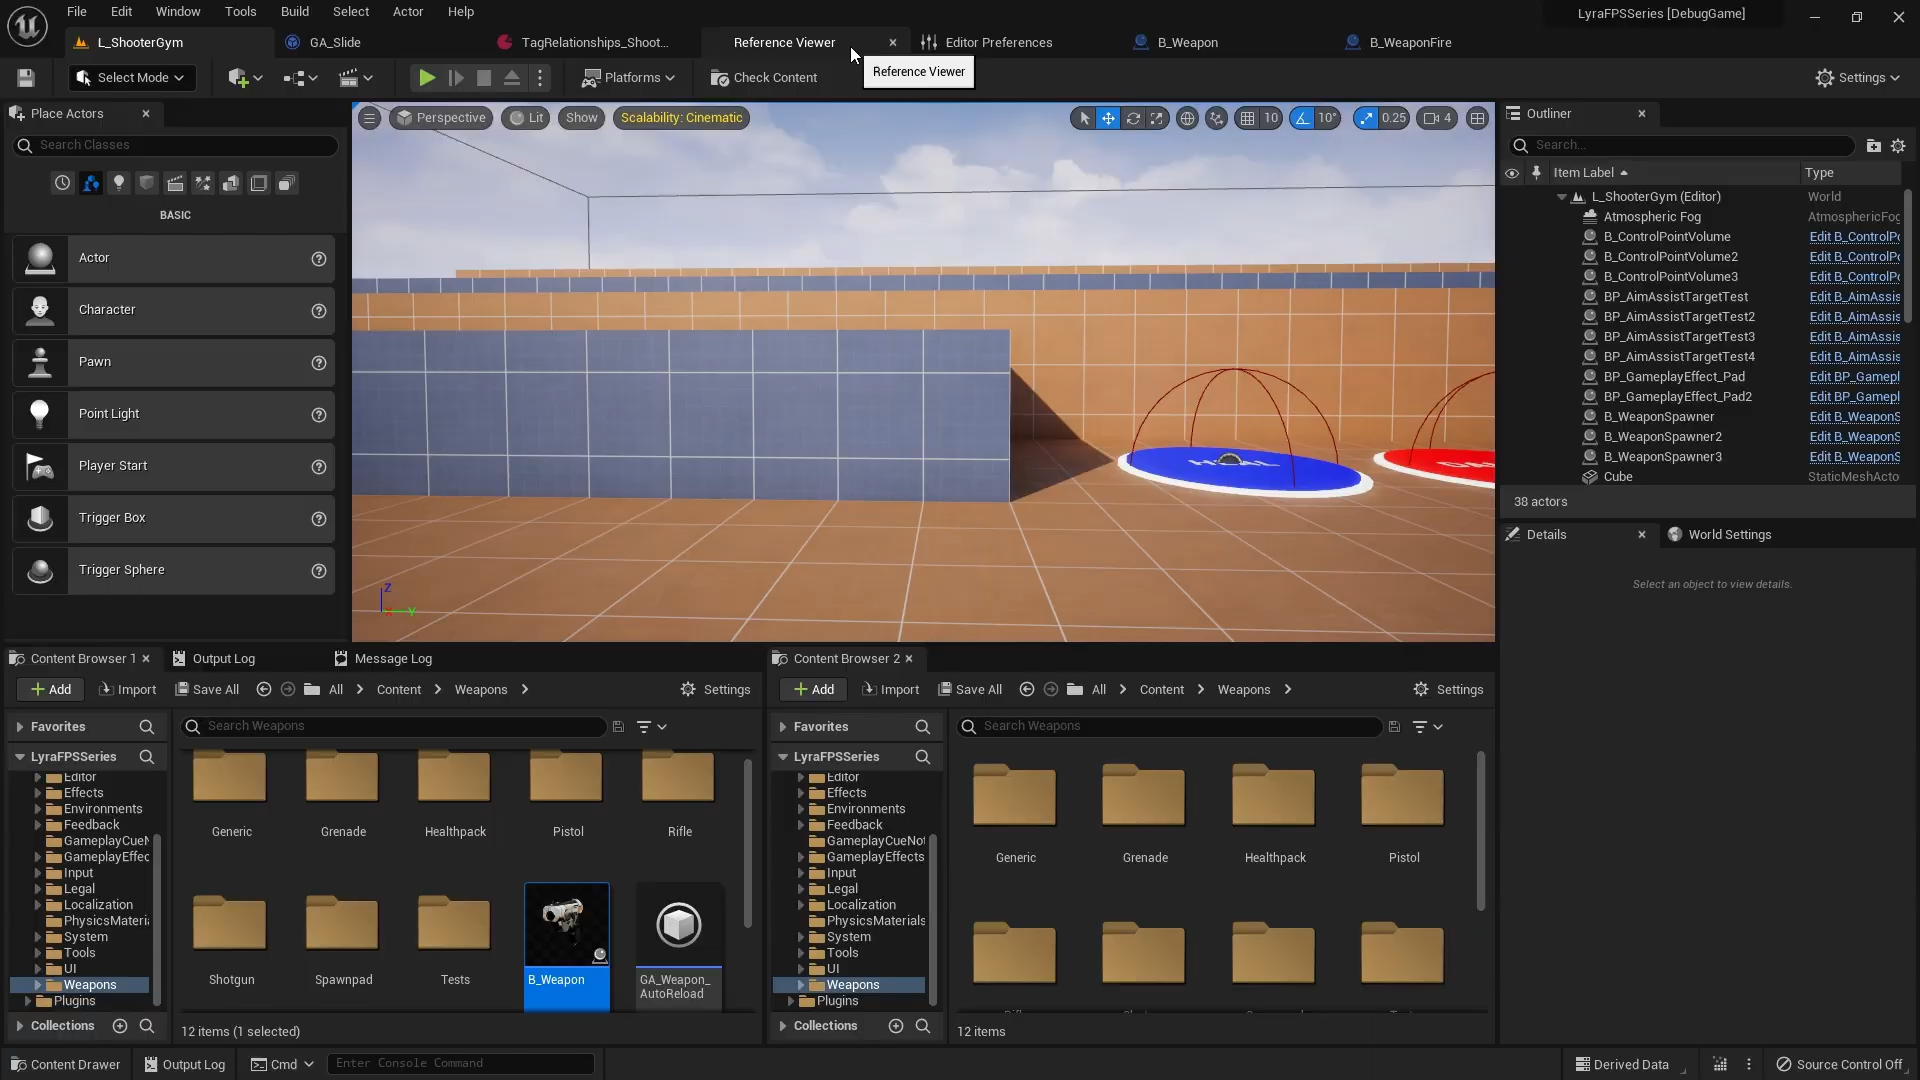 File Edit Window Tools Build Select Actor Help
LyraFPSSeries [DebugGame]
L_ShooterGym
GA_Slide
TagRelationships_Shoot...
Reference Viewer
Editor Preferences
B_Weapon
B_WeaponFire
Select Mode
Platforms
Check Content
Reference Viewer
Settings
Place Actors
Search Classes
BASIC
Actor
Character
Pawn
Point Light
Player Start
Trigger Box
Trigger Sphere
Perspective Lit Show Scalability: Cinematic
10 10° 0.25 4
Z
Y
Outliner
Search...
Item Label Type
L_ShooterGym (Editor) World
Atmospheric Fog AtmosphericFog
B_ControlPointVolume Edit B_ControlPo
B_ControlPointVolume2 Edit B_ControlPo
B_ControlPointVolume3 Edit B_ControlPo
BP_AimAssistTargetTest Edit B_AimAssis
BP_AimAssistTargetTest2 Edit B_AimAssis
BP_AimAssistTargetTest3 Edit B_AimAssis
BP_AimAssistTargetTest4 Edit B_AimAssis
BP_GameplayEffect_Pad Edit BP_Gamepl
BP_GameplayEffect_Pad2 Edit BP_Gamepl
B_WeaponSpawner Edit B_WeaponS
B_WeaponSpawner2 Edit B_WeaponS
B_WeaponSpawner3 Edit B_WeaponS
Cube StaticMeshActo
38 actors
Details
World Settings
Select an object to view details.
Content Browser 1
Output Log
Message Log
Add Import Save All All Content Weapons Settings
Favorites
Search Weapons
LyraFPSSeries
Editor
Effects
Environments
Feedback
GameplayCueN
GameplayEffec
Input
Legal
Localization
PhysicsMateria
System
Tools
UI
Weapons
Plugins
Collections
Generic Grenade Healthpack Pistol Rifle
Shotgun Spawnpad Tests B_Weapon GA_Weapon_
AutoReload
12 items (1 selected)
Content Browser 2
Add Import Save All All Content Weapons Settings
Favorites
Search Weapons
LyraFPSSeries
Editor
Effects
Environments
Feedback
GameplayCueNot
GameplayEffects
Input
Legal
Localization
PhysicsMaterials
System
Tools
UI
Weapons
Plugins
Collections
Generic Grenade Healthpack Pistol
12 items
Content Drawer Output Log Cmd Enter Console Command
Derived Data Source Control Off